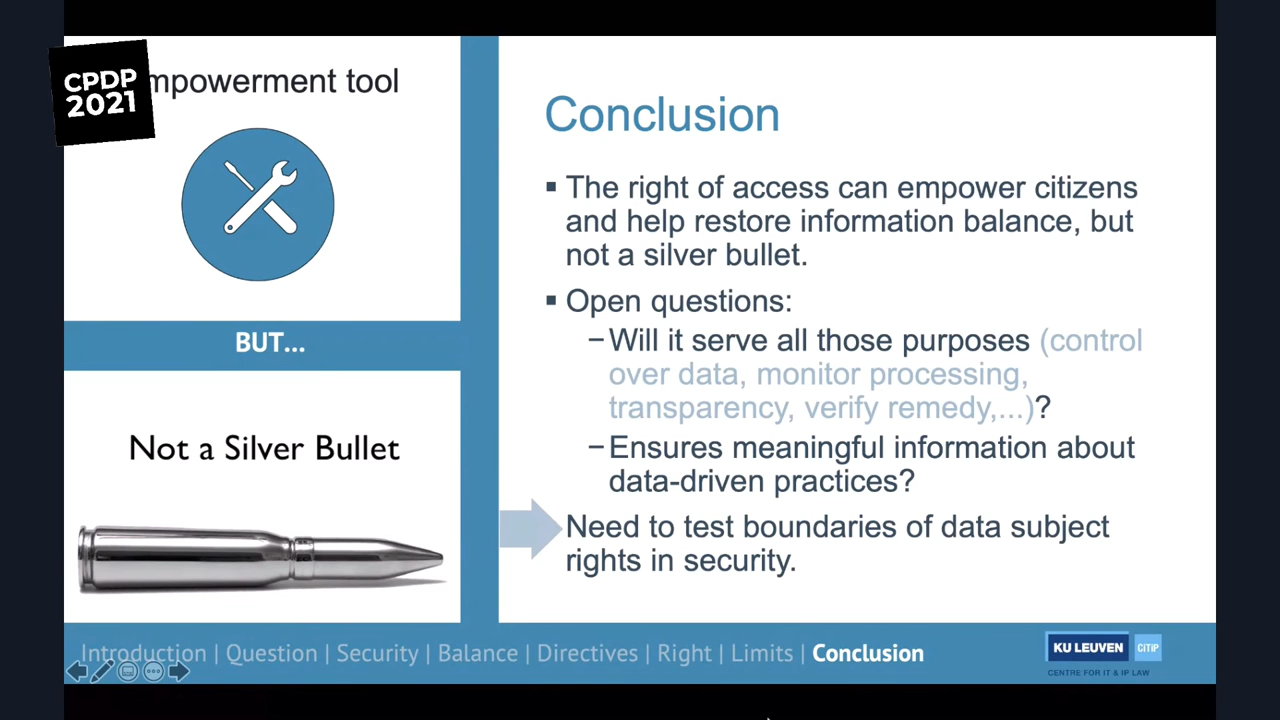 CPDP
2021
mpowerment tool
BUT...
Not a Silver Bullet
Conclusion
▪ The right of access can empower citizens
and help restore information balance, but
not a silver bullet.
▪ Open questions:
−Will it serve all those purposes (control
over data, monitor processing,
transparency, verify remedy,...)?
−Ensures meaningful information about
data-driven practices?
Need to test boundaries of data subject
rights in security.
Introduction | Question | Security | Balance | Directives | Right | Limits | Conclusion
KU LEUVEN CITIP
CENTRE FOR IT & IP LAW